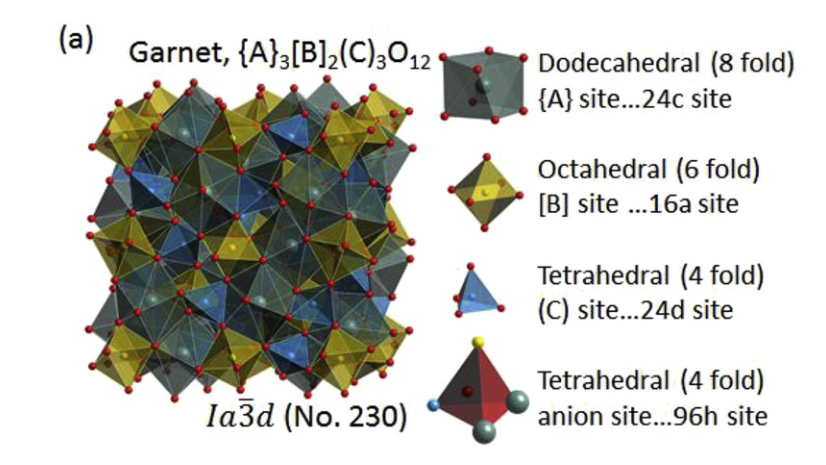 (a)
Garnet, {A}₃[B]₂(C)₃O₁₂
Dodecahedral (8 fold)
{A} site...24c site
Octahedral (6 fold)
[B] site ...16a site
Tetrahedral (4 fold)
(C) site...24d site
Tetrahedral (4 fold)
anion site...96h site
Ia3̅d (No. 230)